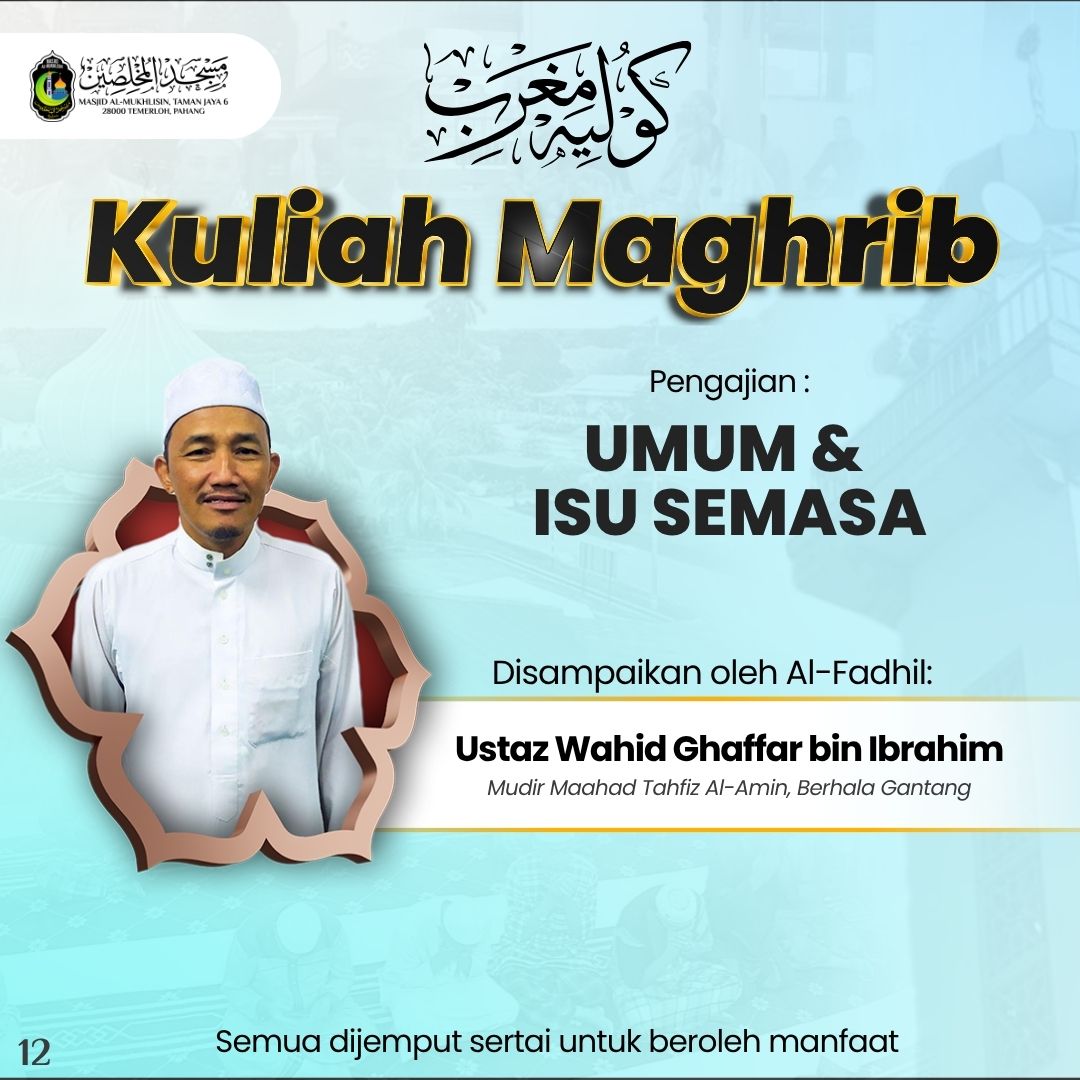 مسجد المخلصين
MASJID AL-MUKHLISIN, TAMAN JAYA 6
28000 TEMERLOH, PAHANG
كوليه مغرب
Kuliah Maghrib
Pengajian :
UMUM &
ISU SEMASA
Disampaikan oleh Al-Fadhil:
Ustaz Wahid Ghaffar bin Ibrahim
Mudir Maahad Tahfiz Al-Amin, Berhala Gantang
Semua dijemput sertai untuk beroleh manfaat
12